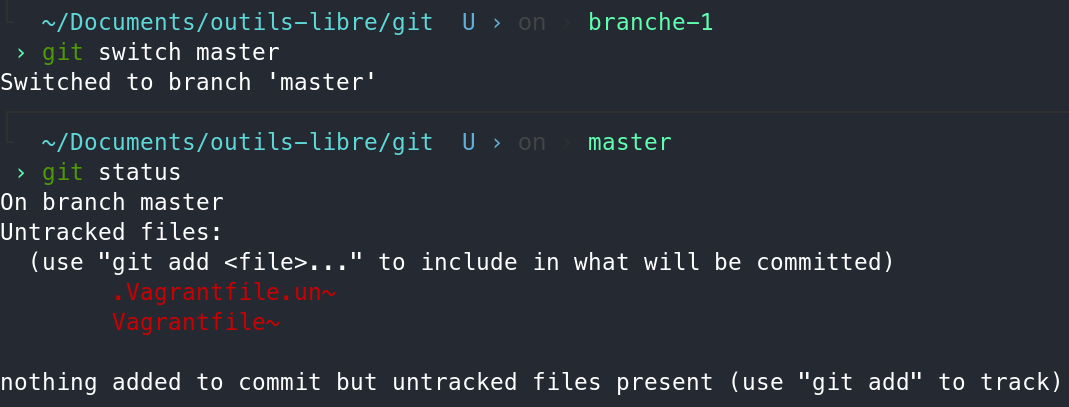 ~/Documents/outils-libre/git  U › on › branche-1
› git switch master
Switched to branch 'master'
~/Documents/outils-libre/git  U › on › master
› git status
On branch master
Untracked files:
  (use "git add <file>..." to include in what will be committed)
        .Vagrantfile.un~
        Vagrantfile~
nothing added to commit but untracked files present (use "git add" to track)